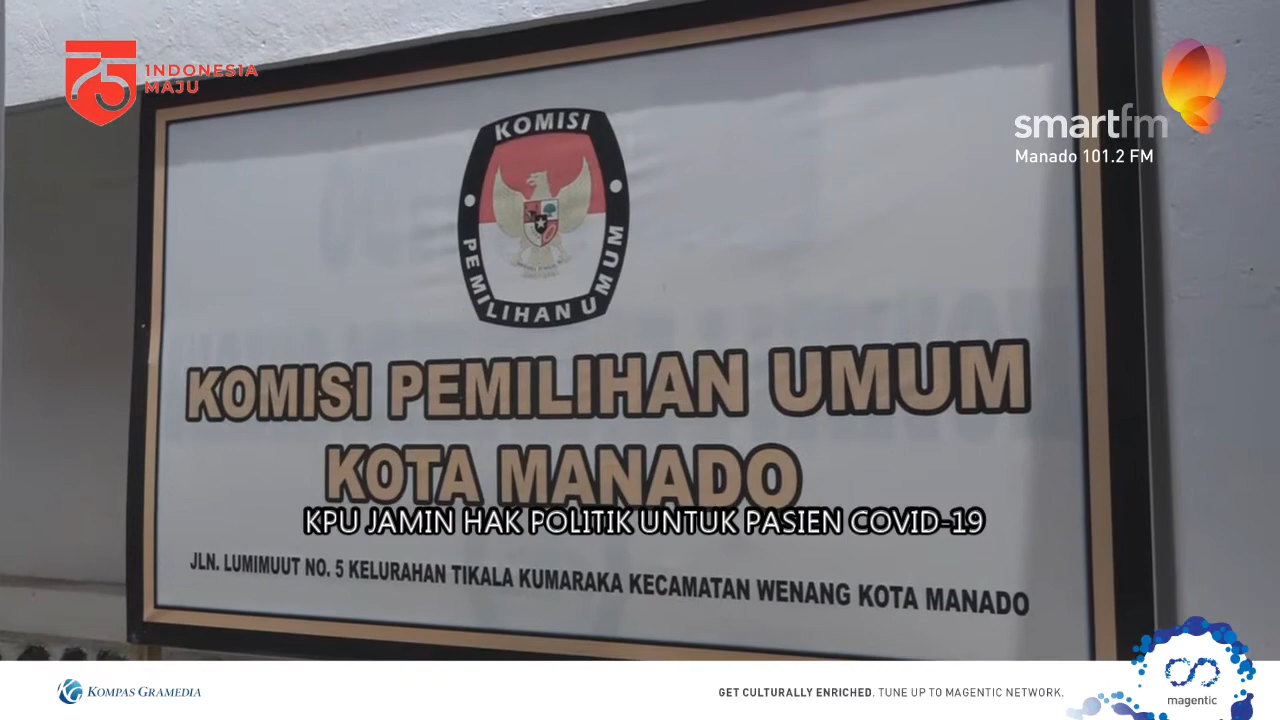 75 INDONESIA
MAJU
smartfm
Manado 101.2 FM
KOMISI
PEMILIHAN UMUM
KOMISI PEMILIHAN UMUM
KOTA MANADO
KPU JAMIN HAK POLITIK UNTUK PASIEN COVID-19
JLN. LUMIMUUT NO. 5 KELURAHAN TIKALA KUMARAKA KECAMATAN WENANG KOTA MANADO
KOMPAS GRAMEDIA
GET CULTURALLY ENRICHED. TUNE UP TO MAGENTIC NETWORK.
magentic